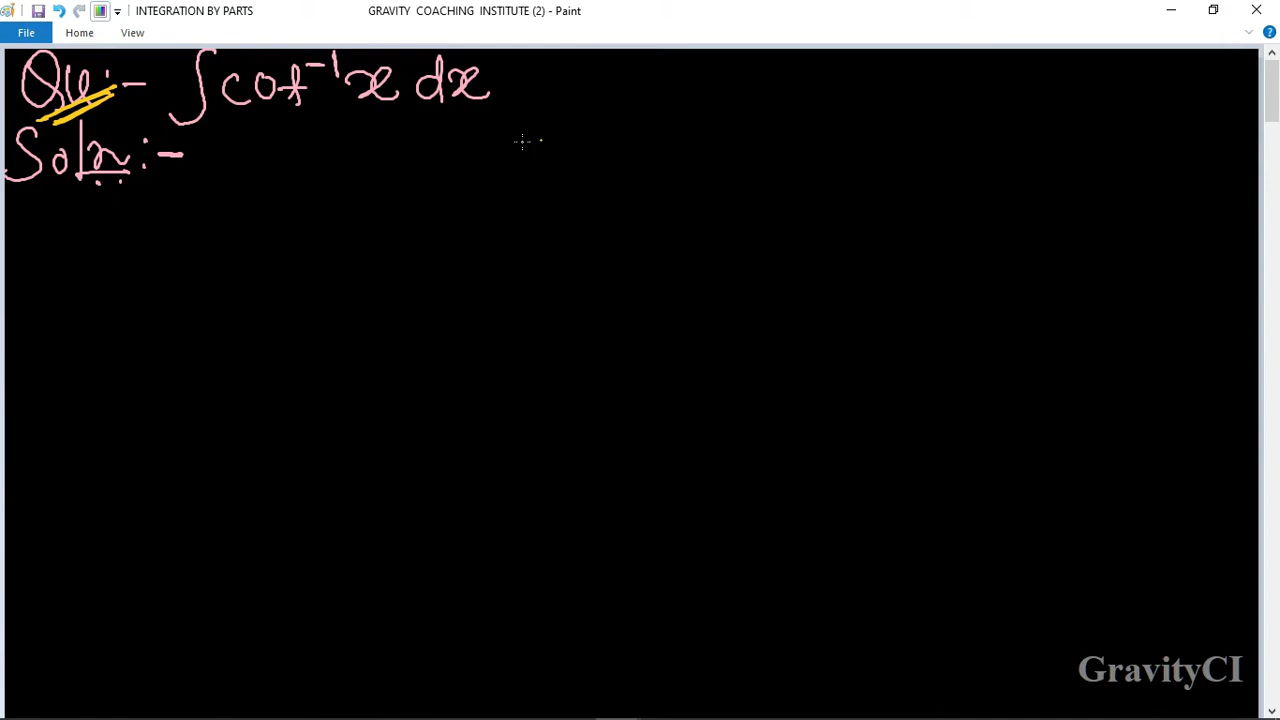 INTEGRATION BY PARTS
GRAVITY COACHING INSTITUTE (2) - Paint
File Home View
Qu:- ∫cot⁻¹x dx
Soln:-
GravityCI